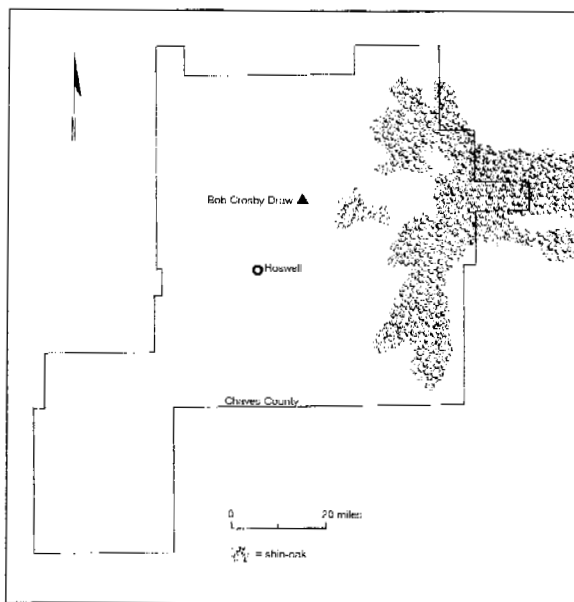 Bob Crosby Draw
Roswell
Chaves County
0 20 miles
= shin-oak